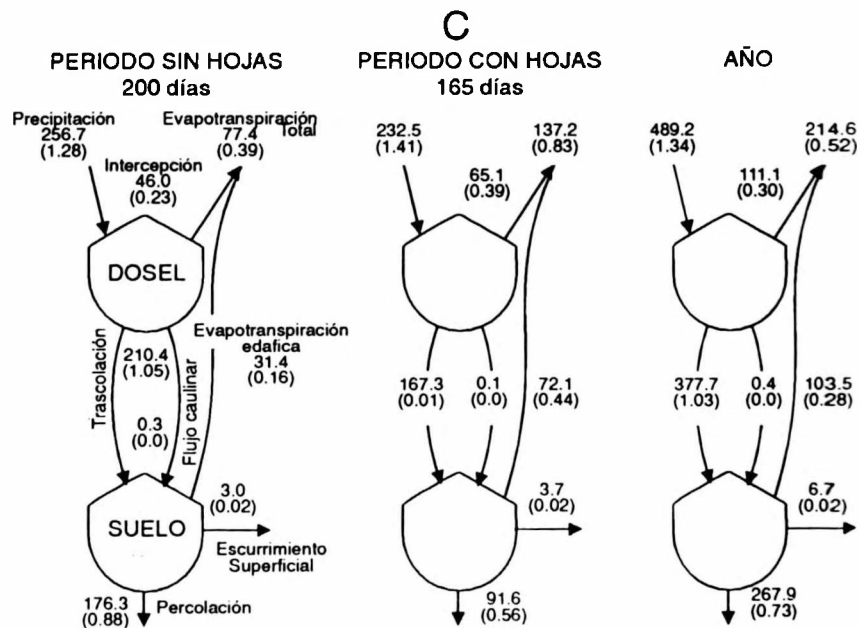 C
PERIODO SIN HOJAS
200 días
Precipitación
256.7
(1.28)
Evapotranspiración
Total
77.4
(0.39)
Intercepción
46.0
(0.23)
DOSEL
Trascolación
210.4
(1.05)
0.3
(0.0)
Flujo caulinar
Evapotranspiración
edafica
31.4
(0.16)
SUELO
3.0
(0.02)
Escurrimiento
Superficial
176.3
(0.88)
Percolación
PERIODO CON HOJAS
165 días
232.5
(1.41)
137.2
(0.83)
65.1
(0.39)
167.3
(0.01)
0.1
(0.0)
72.1
(0.44)
3.7
(0.02)
91.6
(0.56)
AÑO
489.2
(1.34)
214.6
(0.52)
111.1
(0.30)
377.7
(1.03)
0.4
(0.0)
103.5
(0.28)
6.7
(0.02)
267.9
(0.73)